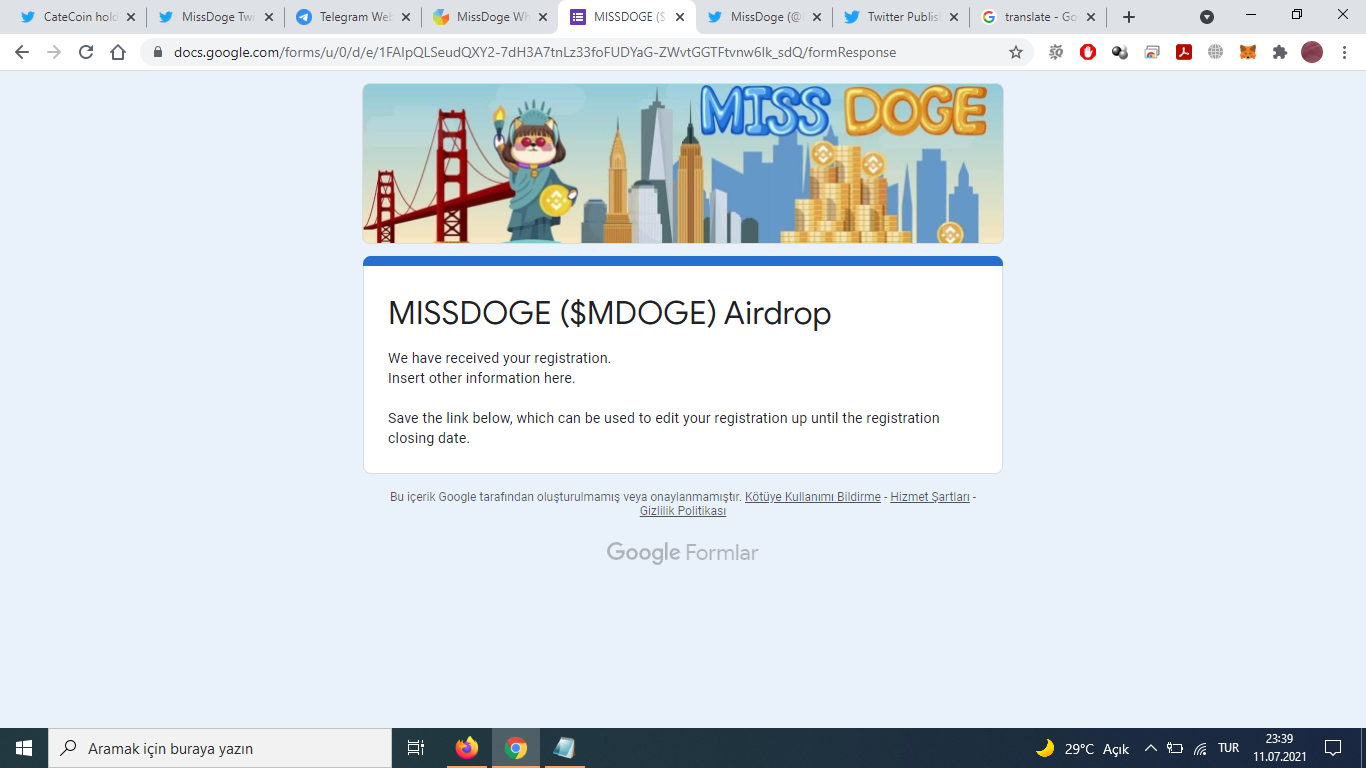 CateCoin hold
MissDoge Twi
Telegram Web
MissDoge Wh
MISSDOGE ($
MissDoge (@
Twitter Publis
translate - Go
docs.google.com/forms/u/0/d/e/1FAIpQLSeudQXY2-7dH3A7tnLz33foFUDYaG-ZWvtGGTFtvnw6lk_sdQ/formResponse
MISS DOGE
MISSDOGE ($MDOGE) Airdrop
We have received your registration.
Insert other information here.
Save the link below, which can be used to edit your registration up until the registration
closing date.
Bu içerik Google tarafından oluşturulmamış veya onaylanmamıştır. Kötüye Kullanımı Bildirme - Hizmet Şartları -
Gizlilik Politikası
Google Formlar
Aramak için buraya yazın
29°C Açık
TUR
23:39
11.07.2021